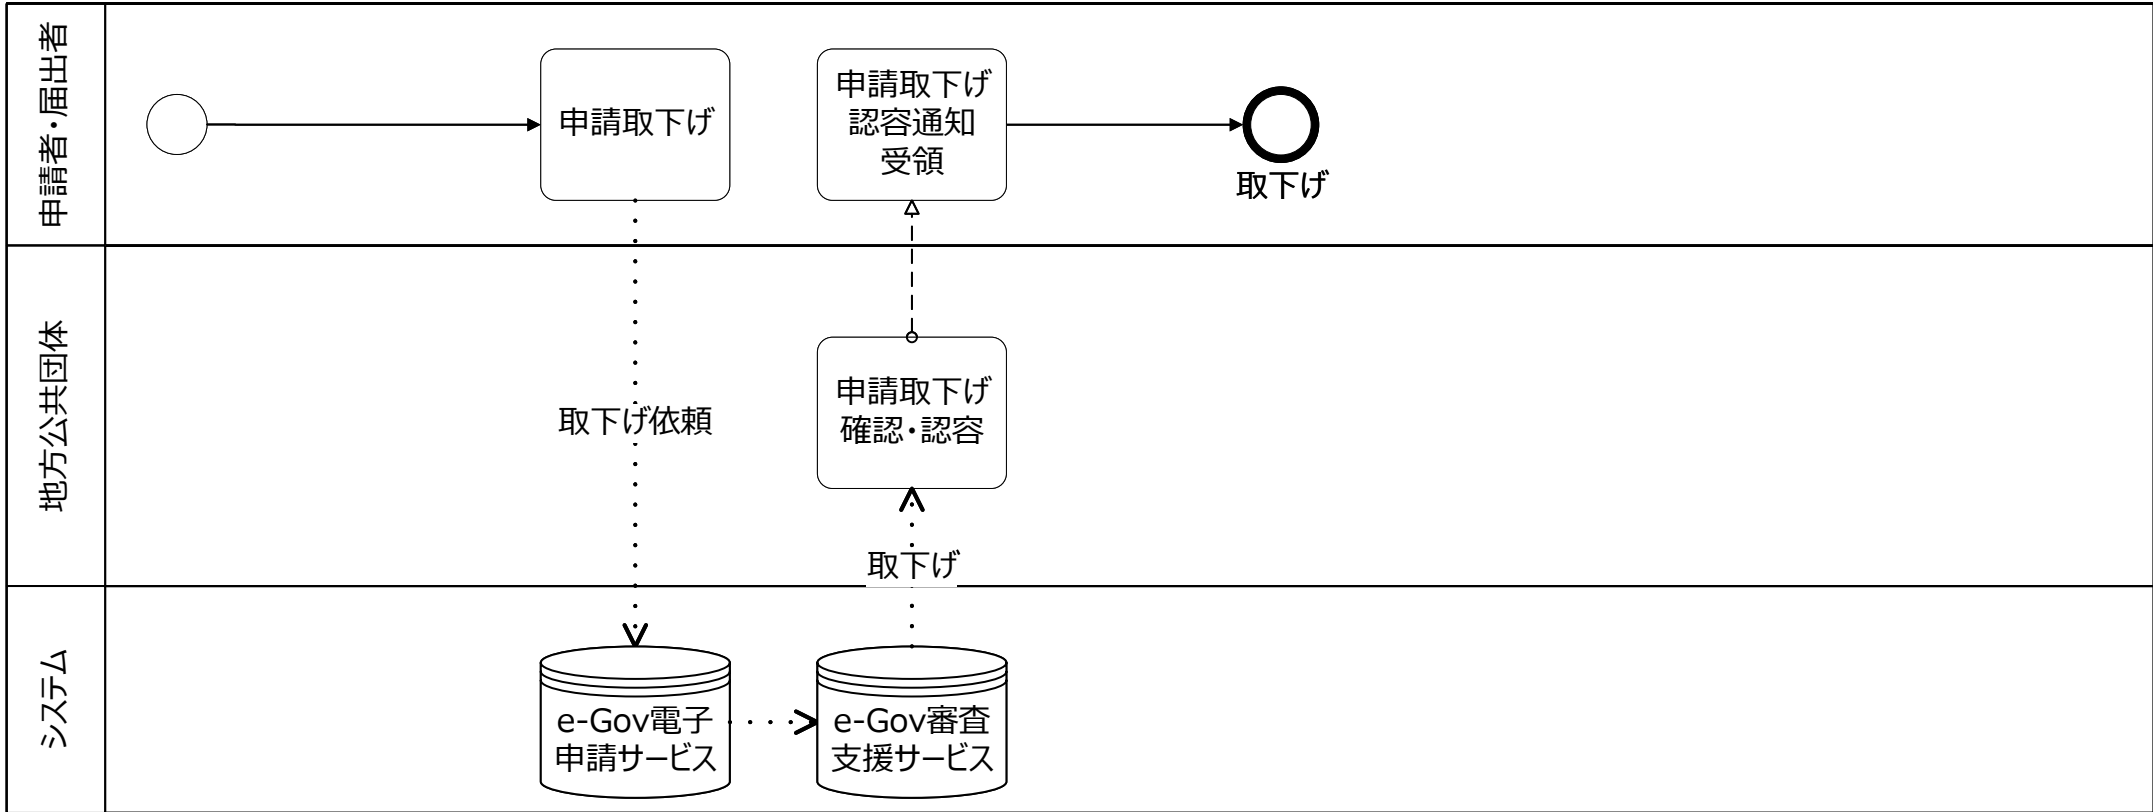 申請者・届出者
申請取下げ
申請取下げ
認容通知
受領
取下げ
地方公共団体
取下げ依頼
申請取下げ
確認・認容
取下げ
システム
e-Gov電子
申請サービス
e-Gov審査
支援サービス